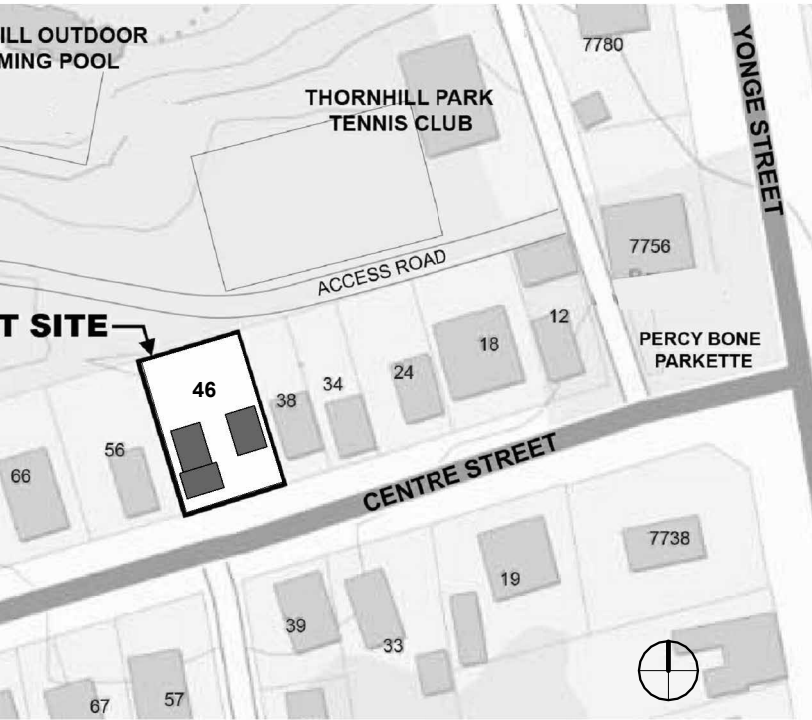 ILL OUTDOOR
MING POOL
7780
YONGE STREET
THORNHILL PARK
TENNIS CLUB
7756
ACCESS ROAD
T SITE
12
18
PERCY BONE
PARKETTE
46
24
34
38
56
66
CENTRE STREET
7738
19
39
33
67
57